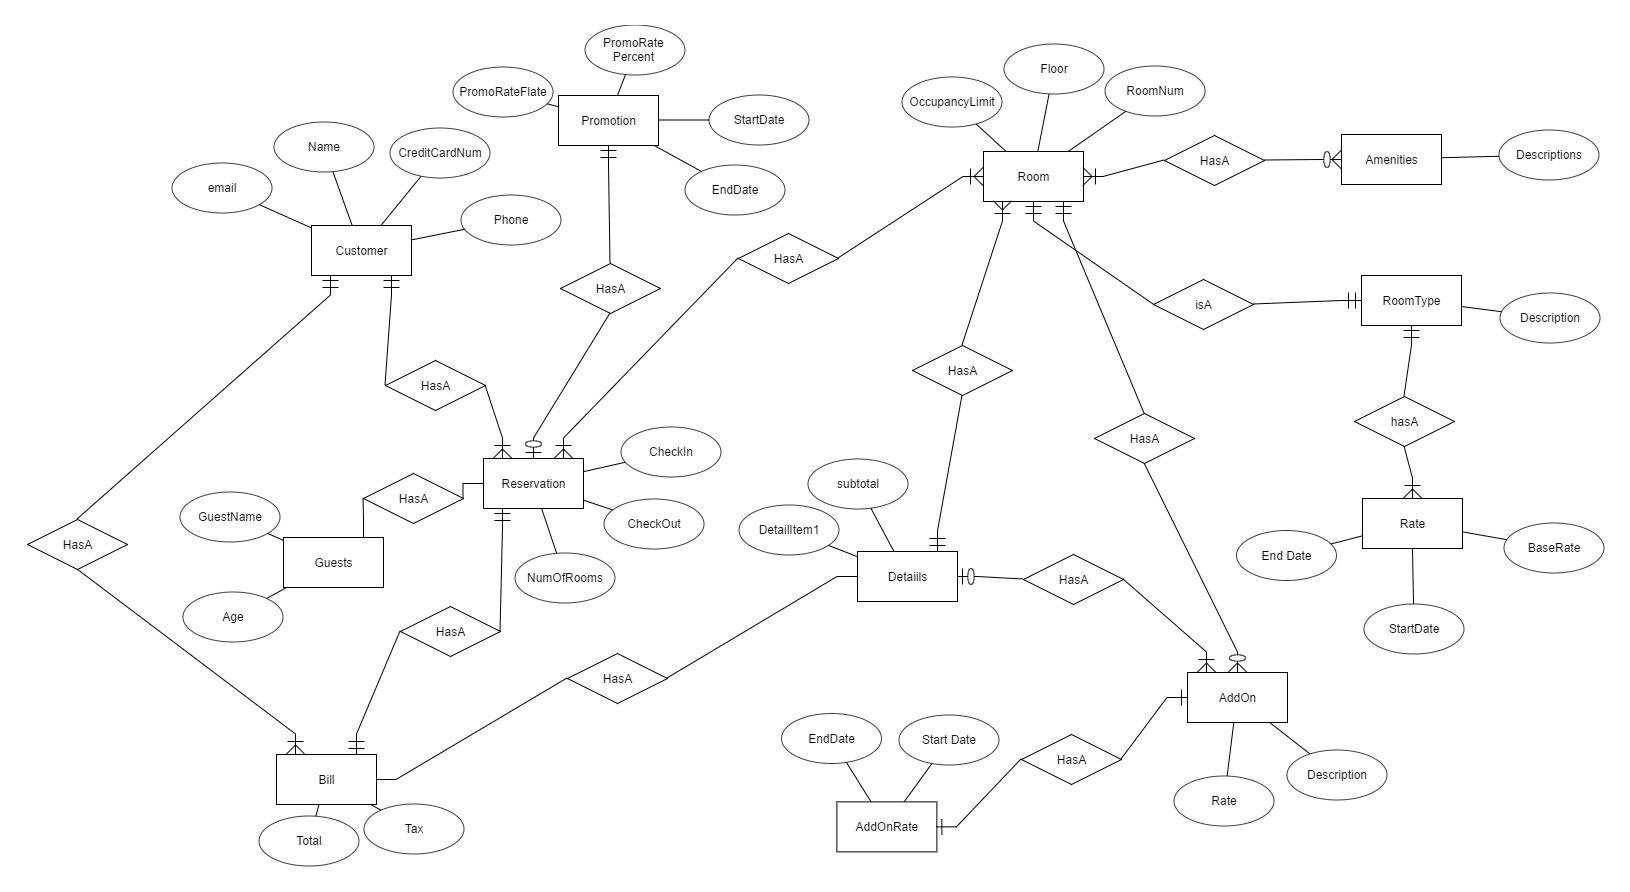 PromoRate
Percent
Floor
PromoRateFlate
OccupancyLimit
RoomNum
Promotion
StartDate
Name
CreditCardNum
HasA
Amenities
Descriptions
email
EndDate
Room
Phone
Customer
HasA
HasA
isA
RoomType
Description
HasA
HasA
hasA
HasA
CheckIn
Reservation
subtotal
HasA
GuestName
CheckOut
DetailItem1
Rate
End Date
BaseRate
HasA
Guests
NumOfRooms
Detaiils
HasA
Age
HasA
StartDate
HasA
AddOn
EndDate
Start Date
HasA
Description
Bill
Rate
Total
Tax
AddOnRate